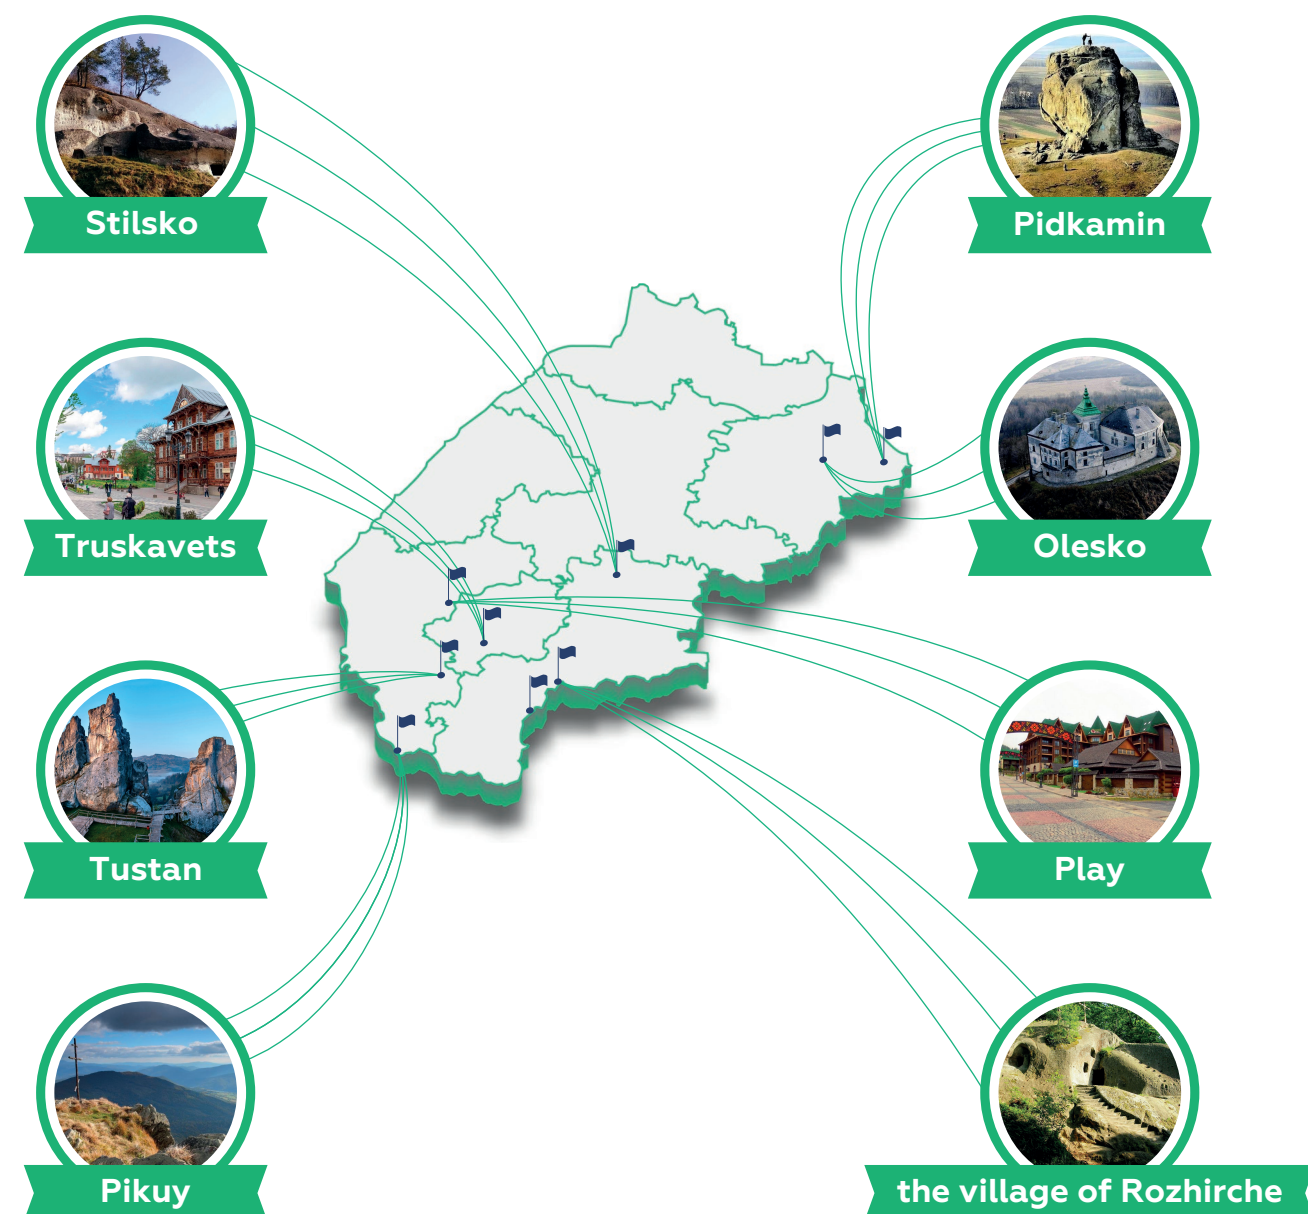 Stilsko
Pidkamin
Truskavets
Olesko
Tustan
Play
Pikuy
the village of Rozhirche